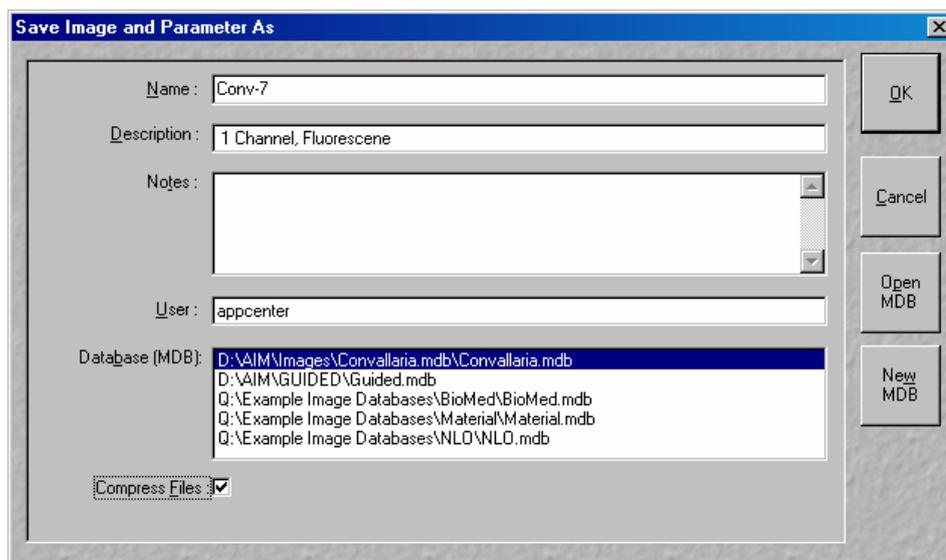 Save Image and Parameter As
Name : Conv-7
OK
Description : 1 Channel, Fluorescene
Notes :
Cancel
Open
MDB
User : appcenter
Database (MDB): D:\AIM\Images\Convallaria.mdb\Convallaria.mdb
D:\AIM\GUIDED\Guided.mdb
Q:\Example Image Databases\BioMed\BioMed.mdb
Q:\Example Image Databases\Material\Material.mdb
Q:\Example Image Databases\NLO\NLO.mdb
New
MDB
Compress Files :